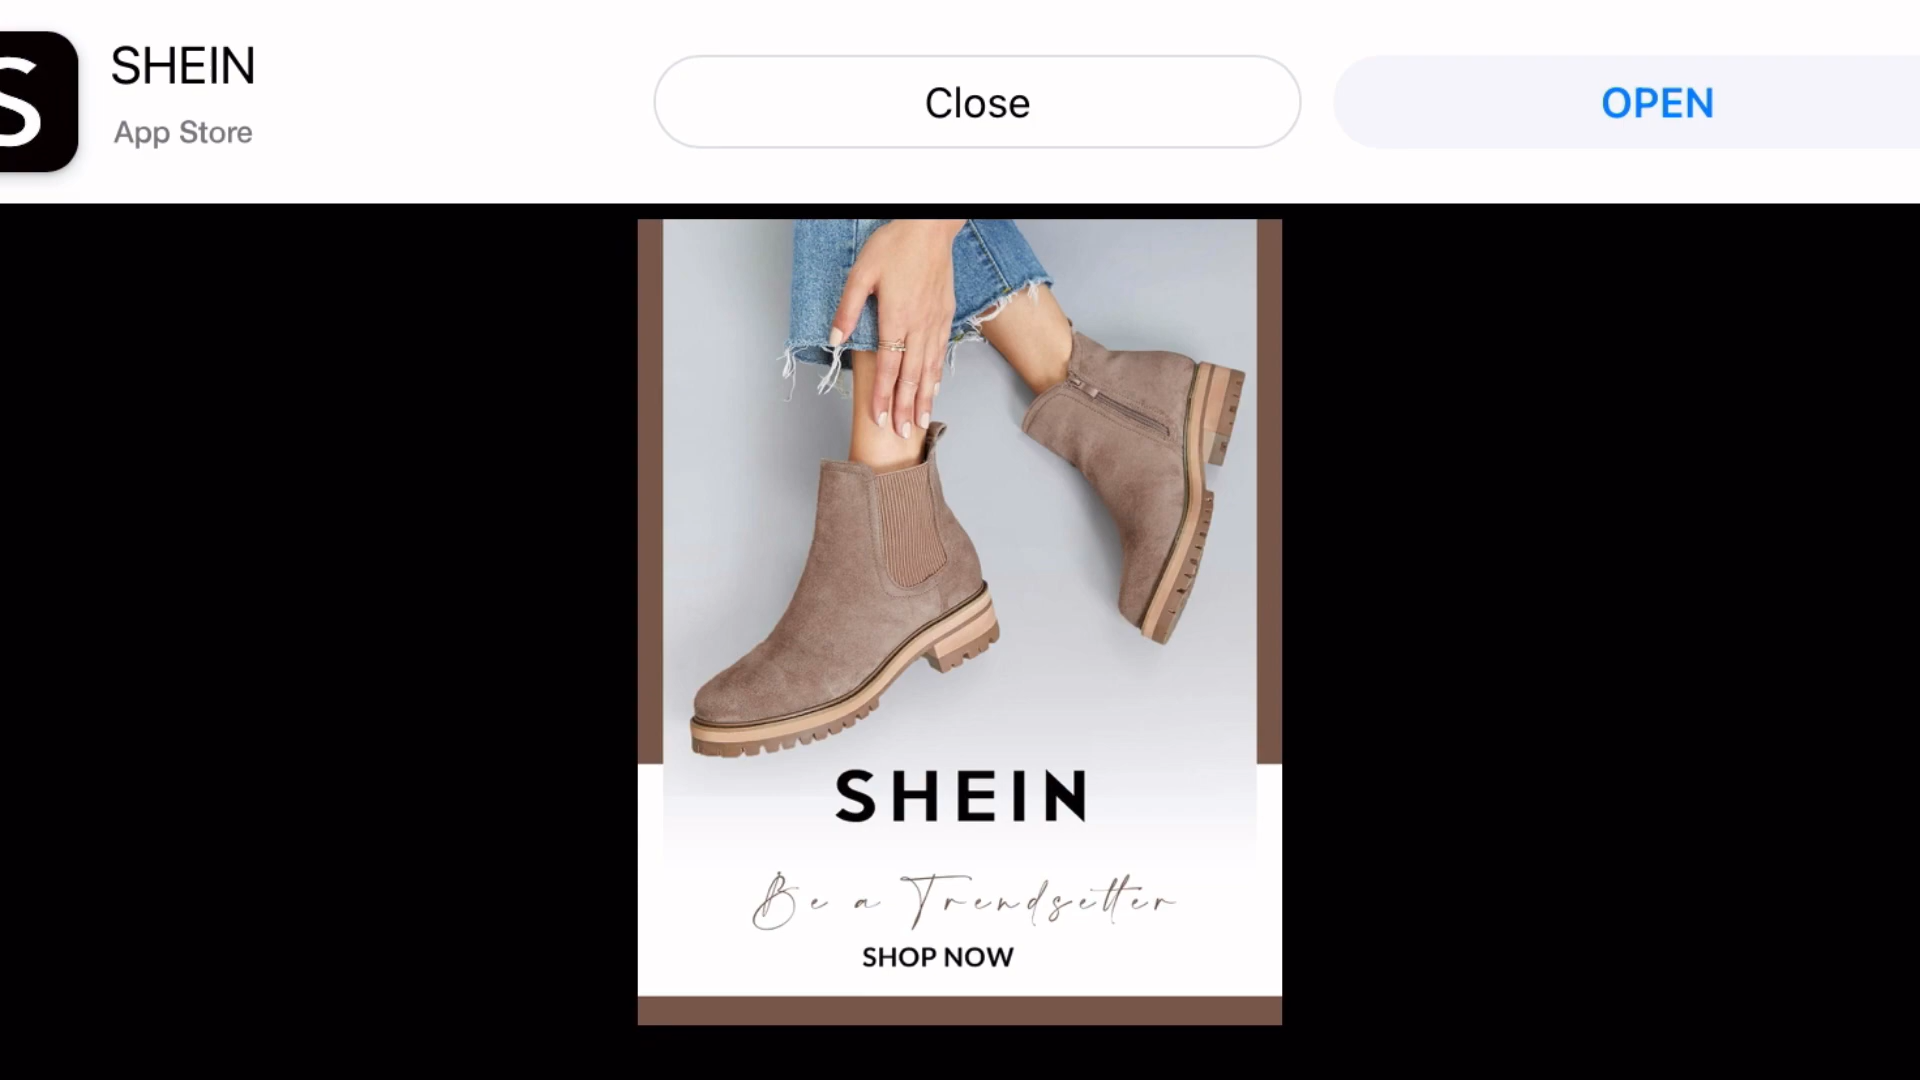 S
SHEIN
App Store
Close
OPEN
SHEIN
Be a Trendsetter
SHOP NOW